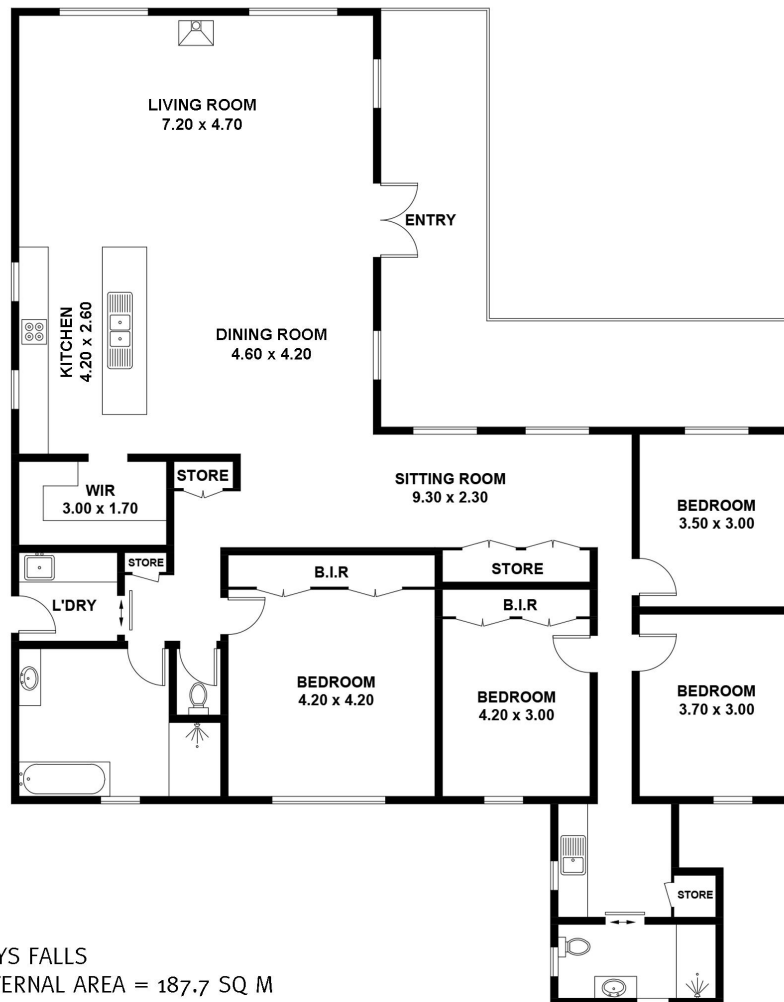 LIVING ROOM
7.20 x 4.70
ENTRY
KITCHEN
4.20 x 2.60
DINING ROOM
4.60 x 4.20
STORE
WIR
3.00 x 1.70
SITTING ROOM
9.30 x 2.30
BEDROOM
3.50 x 3.00
STORE
L'DRY
B.I.R
STORE
B.I.R
BEDROOM
4.20 x 4.20
BEDROOM
4.20 x 3.00
BEDROOM
3.70 x 3.00
STORE
YS FALLS
ERNAL AREA = 187.7 SQ M